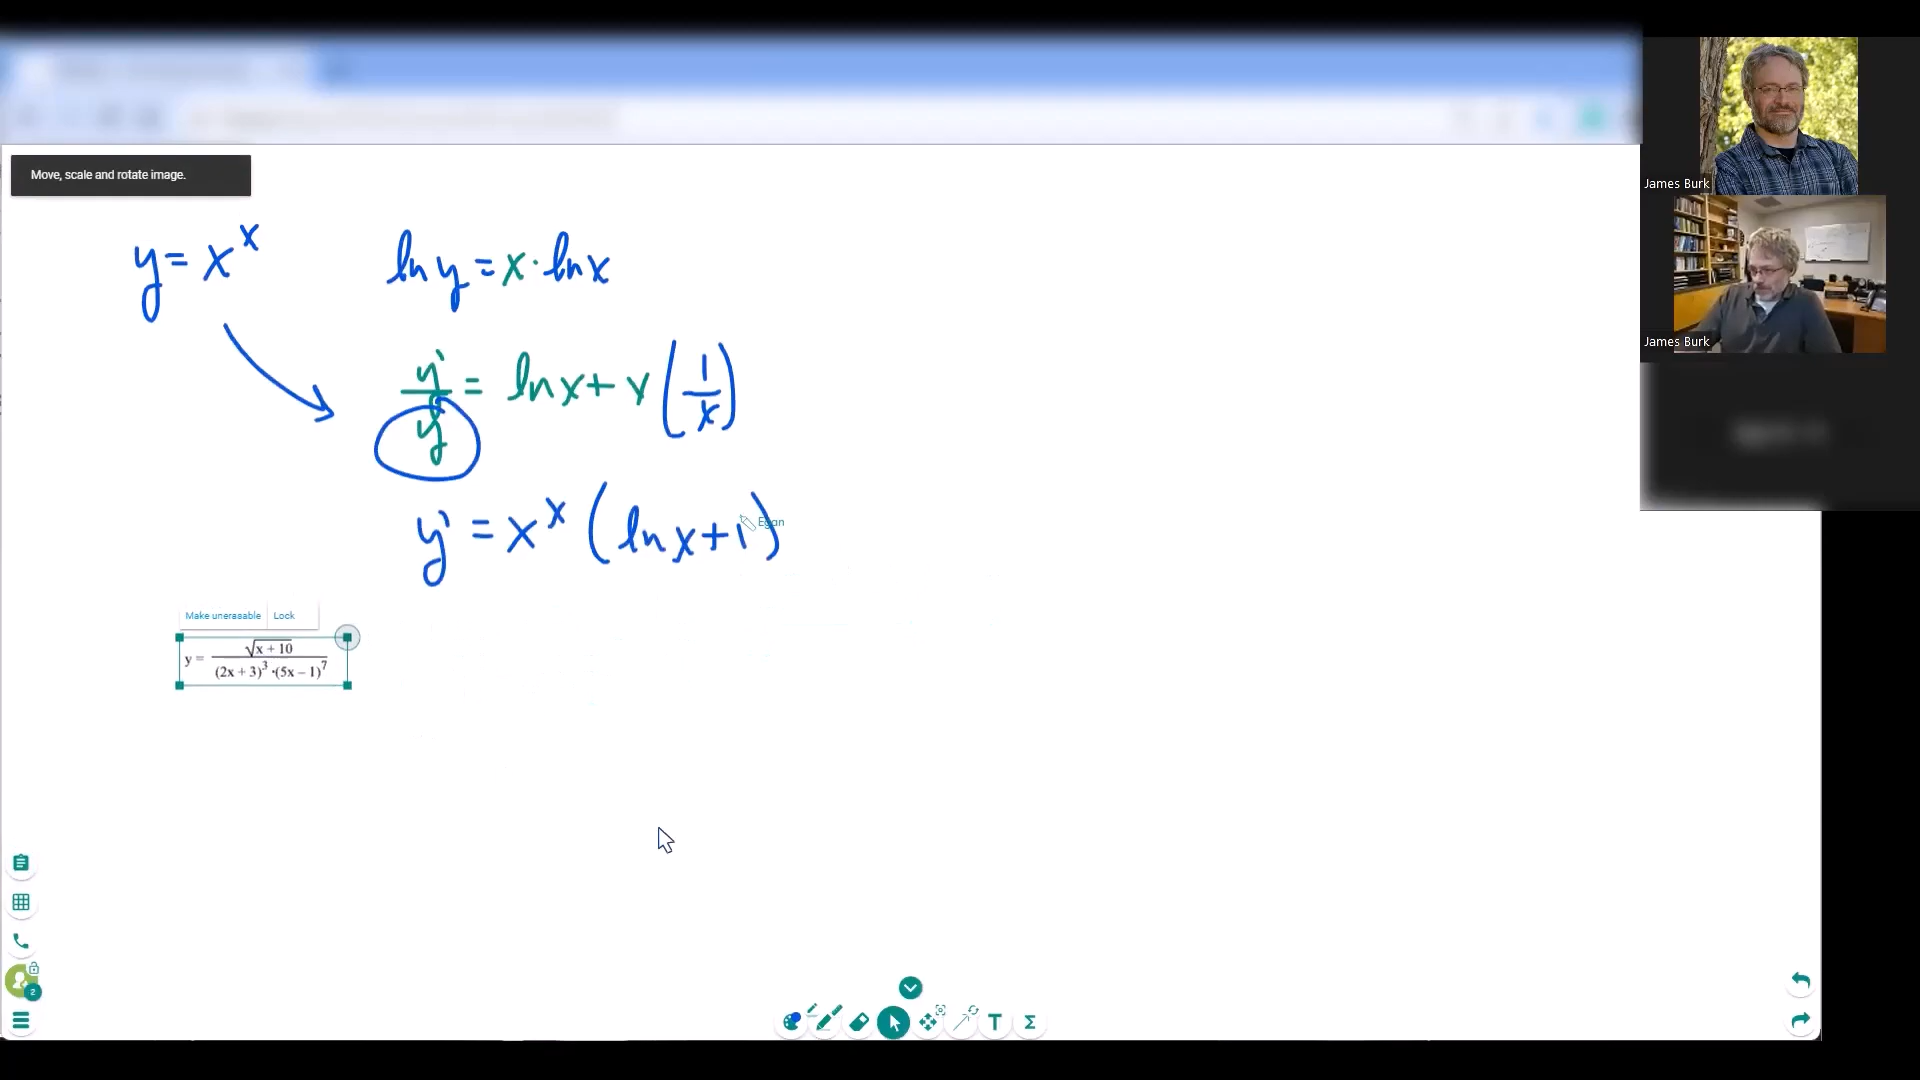 Move, scale and rotate image.
James Burk
James Burk
y = x^x
ln y = x · ln x
y'/y = ln x + x (1/x)
y' = x^x (ln x + 1)
Egan
Make unerasable Lock
y = √(x + 10) / (2x + 3)^3 · (5x − 1)^7
2
T
Σ